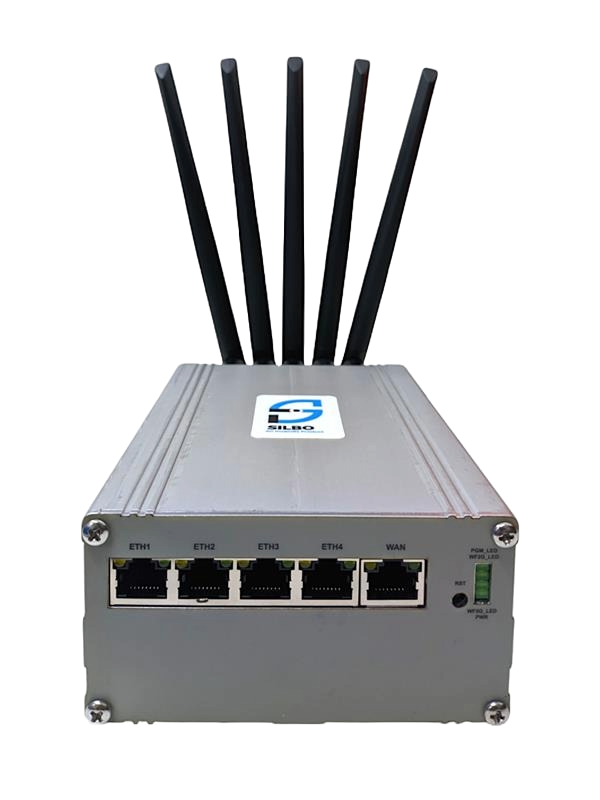 SILBO
ETH1
ETH2
ETH3
ETH4
WAN
PGM_LED
WF2G_LED
RST
WF5G_LED
PWR